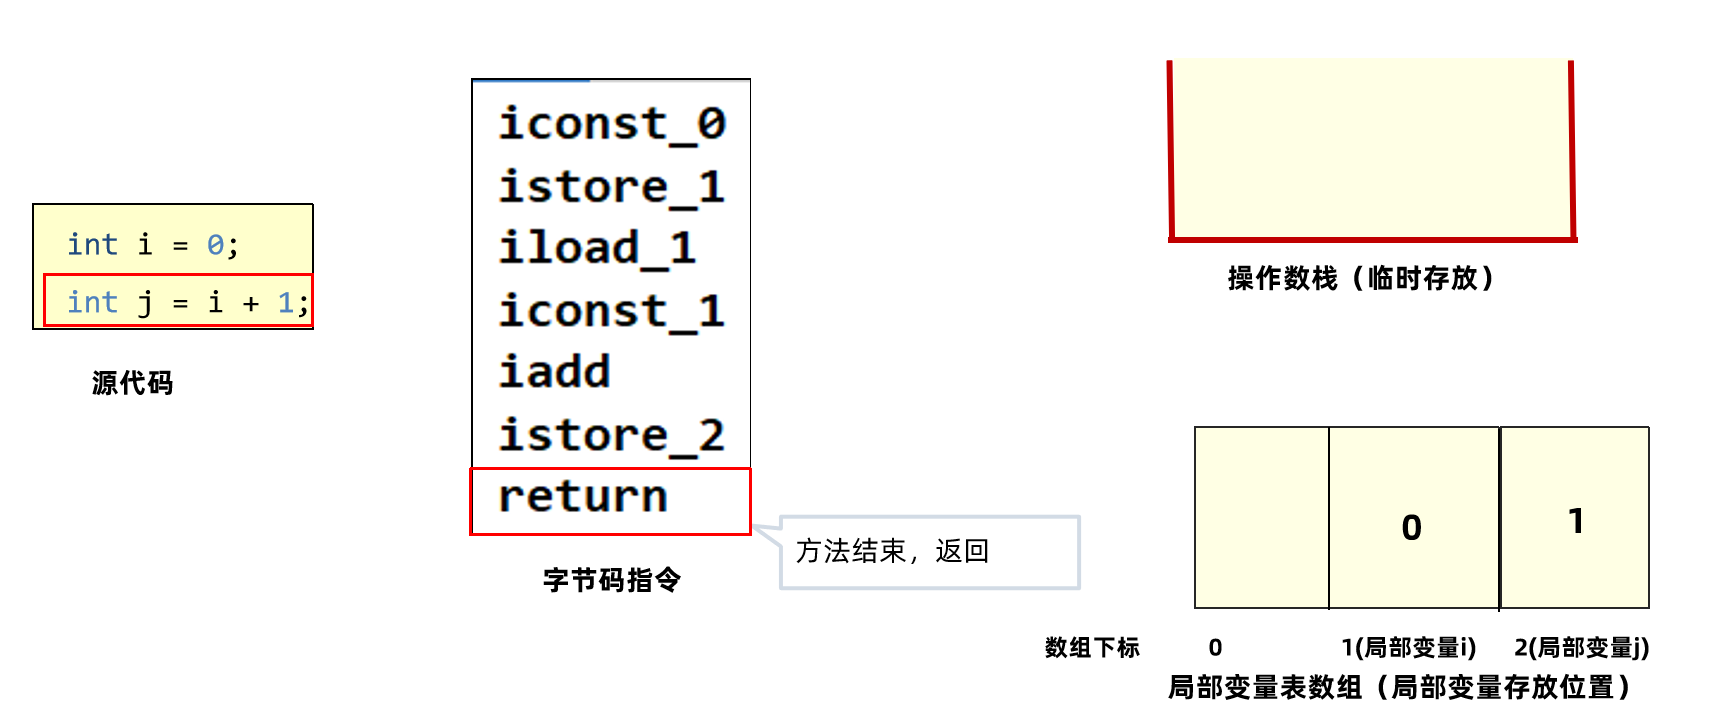 int i = 0;
int j = i + 1;
源代码
iconst_0
istore_1
iload_1
iconst_1
iadd
istore_2
return
字节码指令
方法结束，返回
操作数栈（临时存放）
0
1
数组下标
0
1(局部变量i)
2(局部变量j)
局部变量表数组（局部变量存放位置）